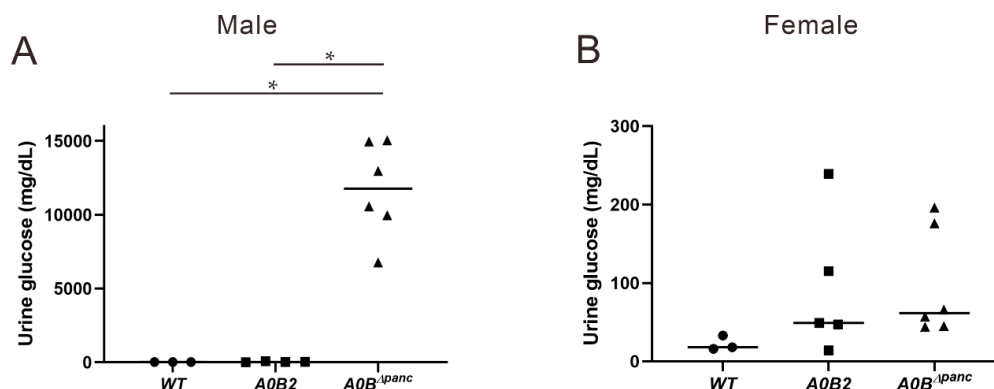 Male
A
*
*
Urine glucose (mg/dL)
15000
10000
5000
0
WT
A0B2
A0BΔpanc
Female
B
Urine glucose (mg/dL)
300
200
100
0
WT
A0B2
A0BΔpanc